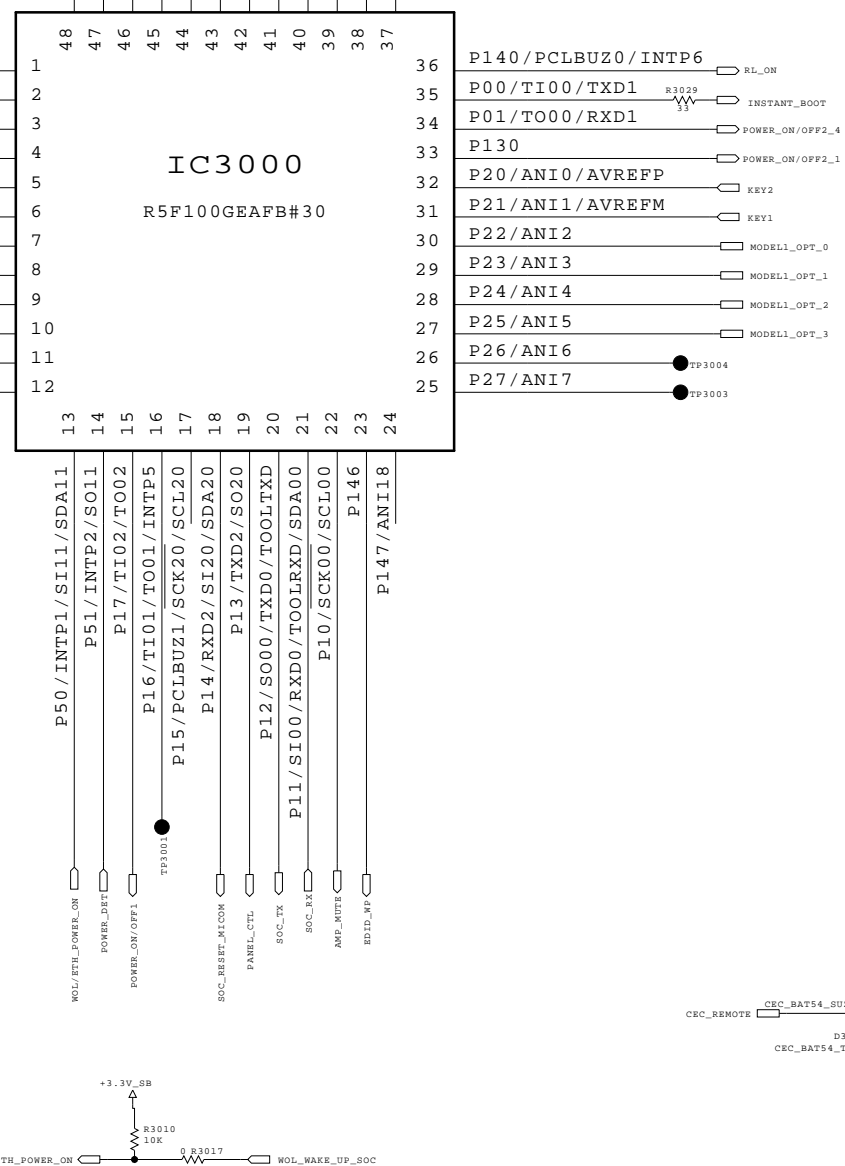 48 47 46 45 44 43 42 41 40 39 38 37
1 36 P140/PCLBUZ0/INTP6 RL_ON
2 35 P00/TI00/TXD1 R3029 33 INSTANT_BOOT
3 34 P01/TO00/RXD1 POWER_ON/OFF2_4
4 IC3000 33 P130 POWER_ON/OFF2_1
5 32 P20/ANI0/AVREFP KEY2
6 R5F100GEAFB#30 31 P21/ANI1/AVREFM KEY1
7 30 P22/ANI2 MODEL1_OPT_0
8 29 P23/ANI3 MODEL1_OPT_1
9 28 P24/ANI4 MODEL1_OPT_2
10 27 P25/ANI5 MODEL1_OPT_3
11 26 P26/ANI6 TP3004
12 25 P27/ANI7 TP3003
13 14 15 16 17 18 19 20 21 22 23 24
P50/INTP1/SI11/SDA11
P51/INTP2/SO11
P17/TI02/TO02
P16/TI01/TO01/INTP5
P15/PCLBUZ1/SCK20/SCL20
P14/RXD2/SI20/SDA20
P13/TXD2/SO20
P12/SO00/TXD0/TOOLTXD
P11/SI00/RXD0/TOOLRXD/SDA00
P10/SCK00/SCL00
P146
P147/ANI18
WOL/ETH_POWER_ON
POWER_DET
POWER_ON/OFF1
TP3001
SOC_RESET_MICOM
PANEL_CTL
SOC_TX
SOC_RX
AMP_MUTE
EDID_WP
CEC_REMOTE
CEC_BAT54_SU
D3
CEC_BAT54_T
+3.3V_SB
R3010
10K
0 R3017
TH_POWER_ON WOL_WAKE_UP_SOC